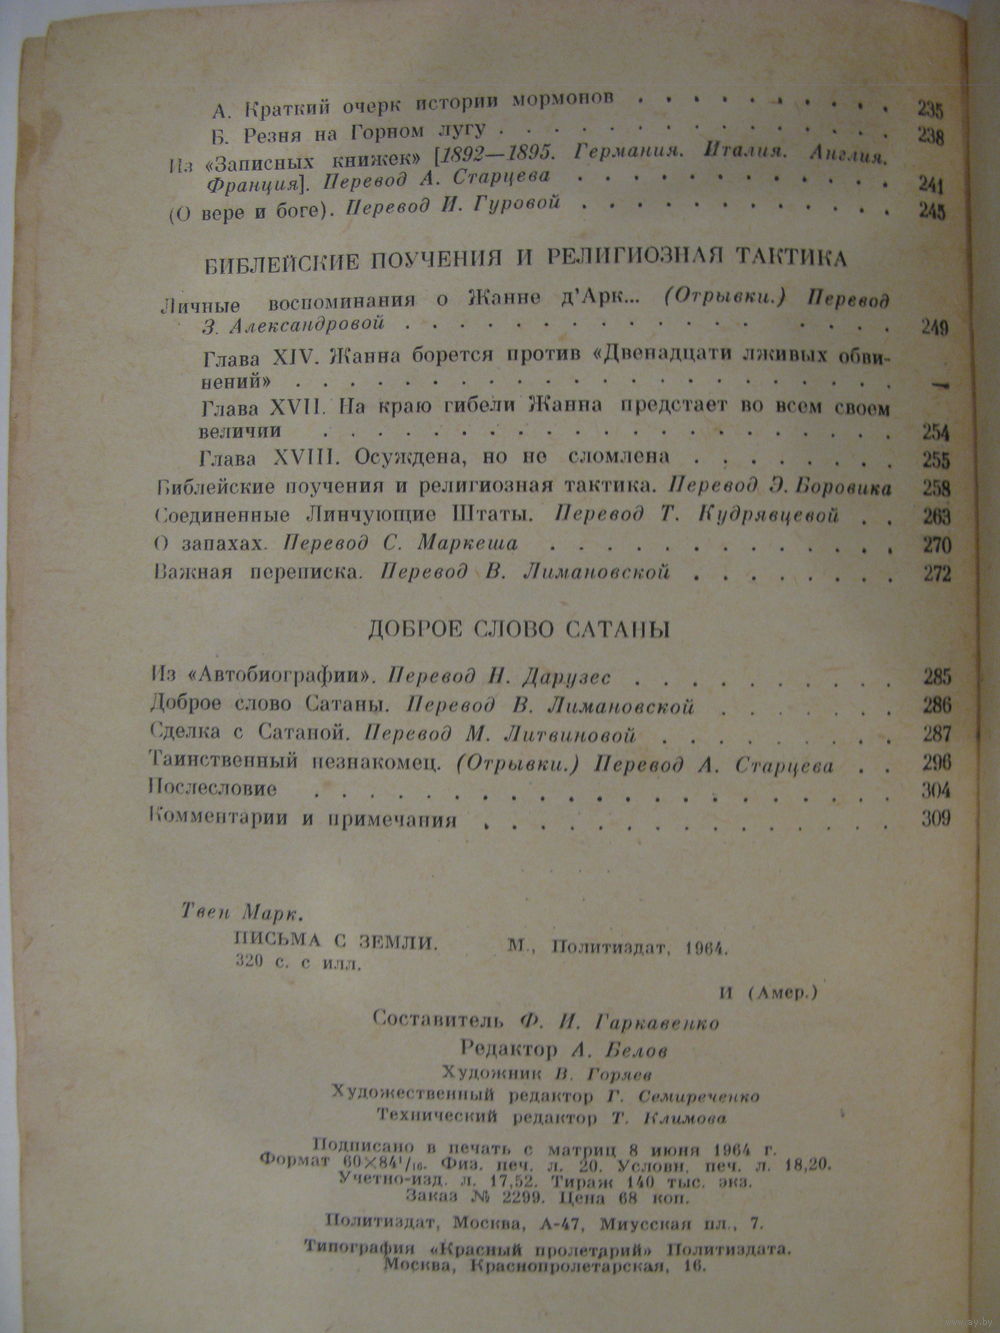 А. Краткий очерк истории мормонов . . . . . . . . . . 235
Б. Резня на Горном лугу . . . . . . . . . . . . . . . 238
Из «Записных книжек» [1892—1895. Германия. Италия. Англия.
Франция]. Перевод А. Старцева . . . . . . . . . . . . 241
(О вере и боге). Перевод И. Гуровой . . . . . . . . . . . . 245
БИБЛЕЙСКИЕ ПОУЧЕНИЯ И РЕЛИГИОЗНАЯ ТАКТИКА
Личные воспоминания о Жанне д’Арк... (Отрывки.) Перевод
З. Александровой . . . . . . . . . . . . . . . . . . 249
Глава XIV. Жанна борется против «Двенадцати лживых обви-
нений» . . . . . . . . . . . . . . . . . . . . . . —
Глава XVII. На краю гибели Жанна предстает во всем своем
величии . . . . . . . . . . . . . . . . . . . . . 254
Глава XVIII. Осуждена, но не сломлена . . . . . . . . 255
Библейские поучения и религиозная тактика. Перевод Э. Боровика 258
Соединенные Линчующие Штаты. Перевод Т. Кудрявцевой . . 263
О запахах. Перевод С. Маркеша . . . . . . . . . . . . . 270
Важная переписка. Перевод В. Лимановской . . . . . . . . 272
ДОБРОЕ СЛОВО САТАНЫ
Из «Автобиографии». Перевод Н. Дарузес . . . . . . . . . . 285
Доброе слово Сатаны. Перевод В. Лимановской . . . . . . . 286
Сделка с Сатаной. Перевод М. Литвиновой . . . . . . . . . 287
Таинственный незнакомец. (Отрывки.) Перевод А. Старцева . . 296
Послесловие . . . . . . . . . . . . . . . . . . . . . 304
Комментарии и примечания . . . . . . . . . . . . . . . 309
Твен Марк.
ПИСЬМА С ЗЕМЛИ. М., Политиздат, 1964.
320 с. с илл.
И (Амер.)
Составитель Ф. И. Гаркавенко
Редактор А. Белов
Художник В. Горяев
Художественный редактор Г. Семиреченко
Технический редактор Т. Климова
Подписано в печать с матриц 8 июня 1964 г.
Формат 60×84¹/₁₆. Физ. печ. л. 20. Условн. печ. л. 18,20.
Учетно-изд. л. 17,52. Тираж 140 тыс. экз.
Заказ № 2299. Цена 68 коп.
Политиздат, Москва, А-47, Миусская пл., 7.
Типография «Красный пролетарий» Политиздата.
Москва, Краснопролетарская, 16.
www.ay.by